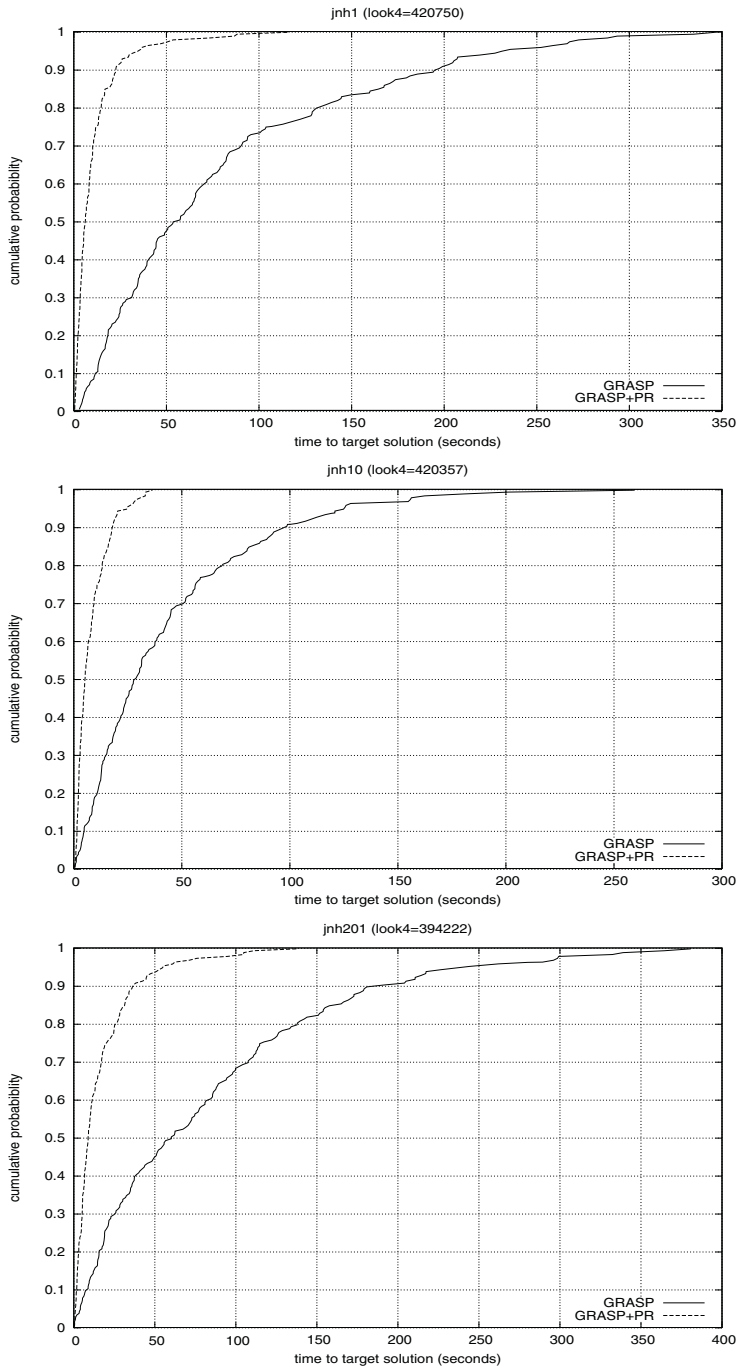 jnh1 (look4=420750)
1
0.9
0.8
0.7
0.6
0.5
0.4
0.3
0.2
0.1
0
cumulative probabiblity
GRASP
GRASP+PR
0 50 100 150 200 250 300 350
time to target solution (seconds)
jnh10 (look4=420357)
1
0.9
0.8
0.7
0.6
0.5
0.4
0.3
0.2
0.1
0
cumulative probabiblity
GRASP
GRASP+PR
0 50 100 150 200 250 300
time to target solution (seconds)
jnh201 (look4=394222)
1
0.9
0.8
0.7
0.6
0.5
0.4
0.3
0.2
0.1
0
cumulative probabiblity
GRASP
GRASP+PR
0 50 100 150 200 250 300 350 400
time to target solution (seconds)